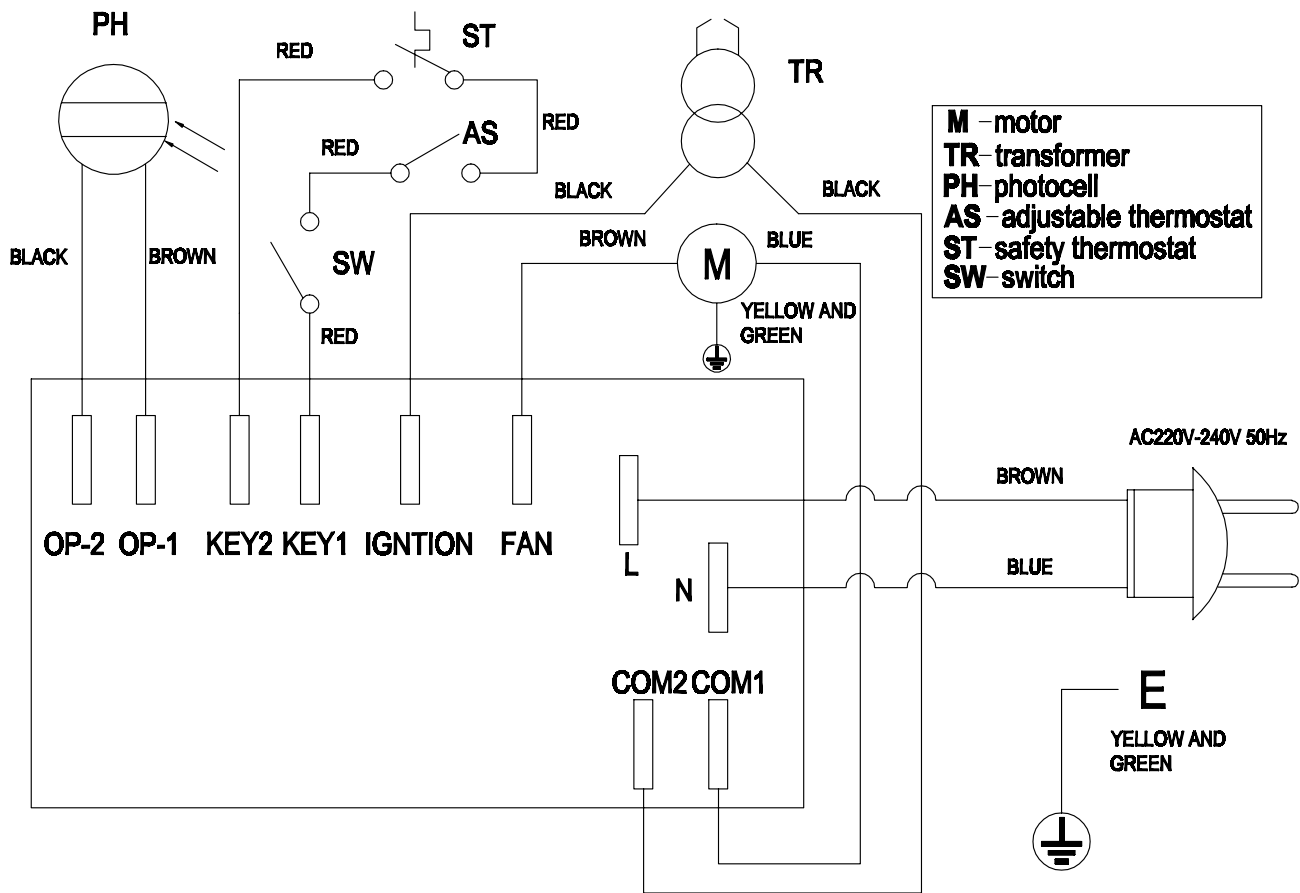 PH
RED
ST
TR
RED
AS
RED
M - motor
TR - transformer
PH - photocell
AS - adjustable thermostat
ST - safety thermostat
SW - switch
BLACK
BLACK
BLACK
BROWN
SW
BROWN
BLUE
M
RED
YELLOW AND
GREEN
AC220V-240V 50Hz
BROWN
OP-2 OP-1 KEY2 KEY1 IGNTION FAN
L
BLUE
N
COM2 COM1
E
YELLOW AND
GREEN